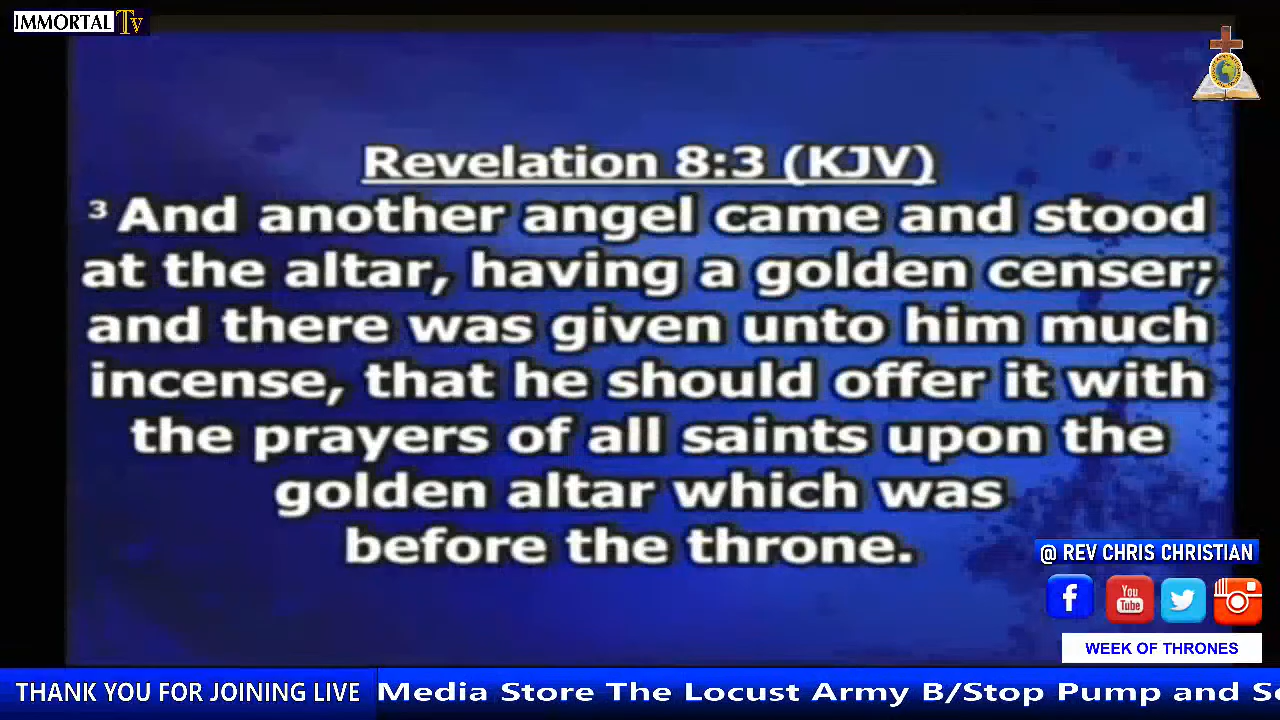 IMMORTAL TV
Revelation 8:3 (KJV)
3 And another angel came and stood
at the altar, having a golden censer;
and there was given unto him much
incense, that he should offer it with
the prayers of all saints upon the
golden altar which was
before the throne.
@ REV CHRIS CHRISTIAN
f
You
Tube
WEEK OF THRONES
THANK YOU FOR JOINING LIVE
Media Store The Locust Army B/Stop Pump and